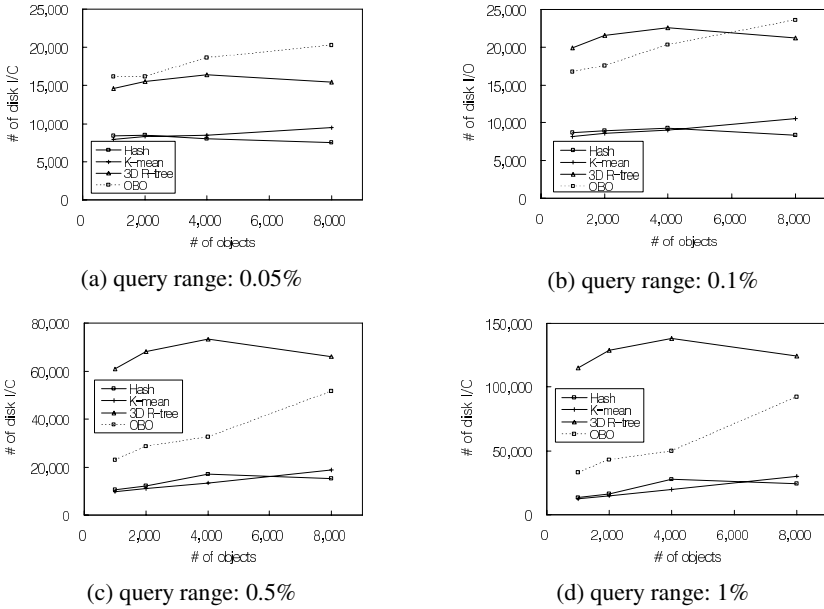 25,000
20,000
15,000
10,000
5,000
0
# of disk I/C
Hash
K-mean
3D R-tree
OBO
0 2,000 4,000 6,000 8,000
# of objects
(a) query range: 0.05%
25,000
20,000
15,000
10,000
5,000
0
# of disk I/O
Hash
K-mean
3D R-tree
OBO
0 2,000 4,000 6,000 8,000
# of objects
(b) query range: 0.1%
80,000
60,000
40,000
20,000
0
# of disk I/C
Hash
K-mean
3D R-tree
OBO
0 2,000 4,000 6,000 8,000
# of objects
(c) query range: 0.5%
150,000
100,000
50,000
0
# of disk I/C
Hash
K-mean
3D R-tree
OBO
0 2,000 4,000 6,000 8,000
# of objects
(d) query range: 1%